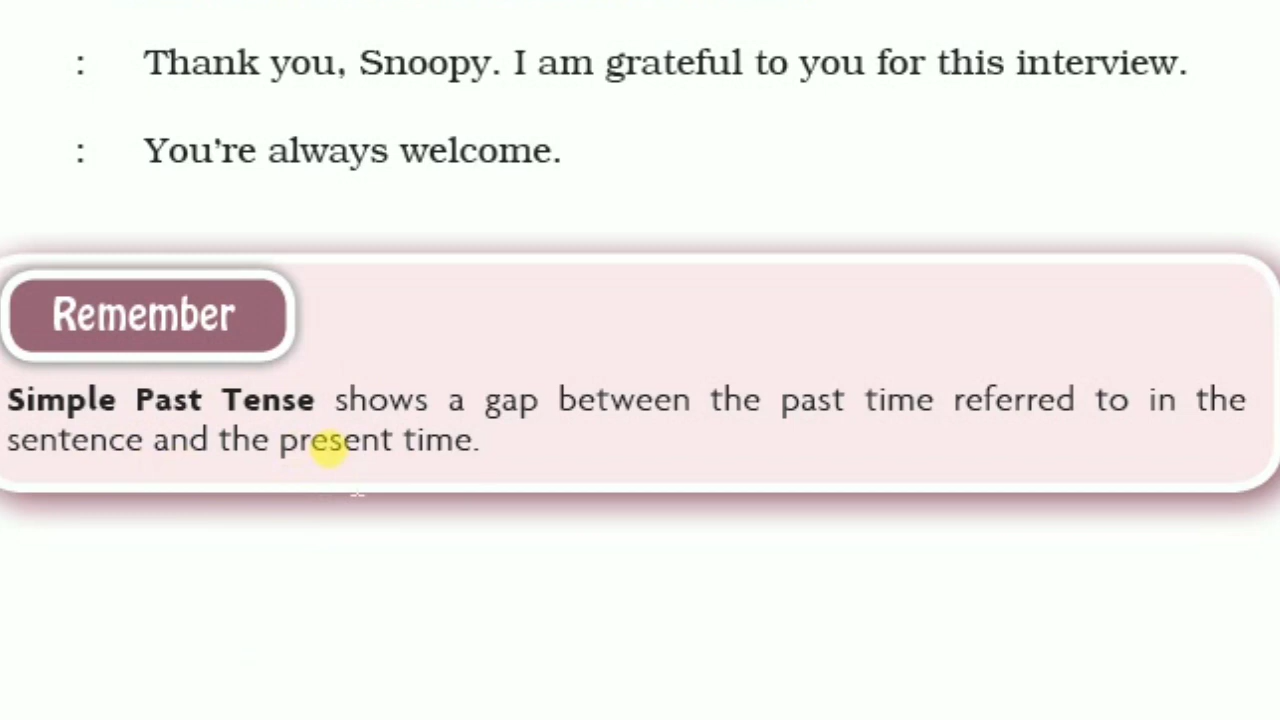 : Thank you, Snoopy. I am grateful to you for this interview.
: You're always welcome.
Remember
Simple Past Tense shows a gap between the past time referred to in the
sentence and the present time.